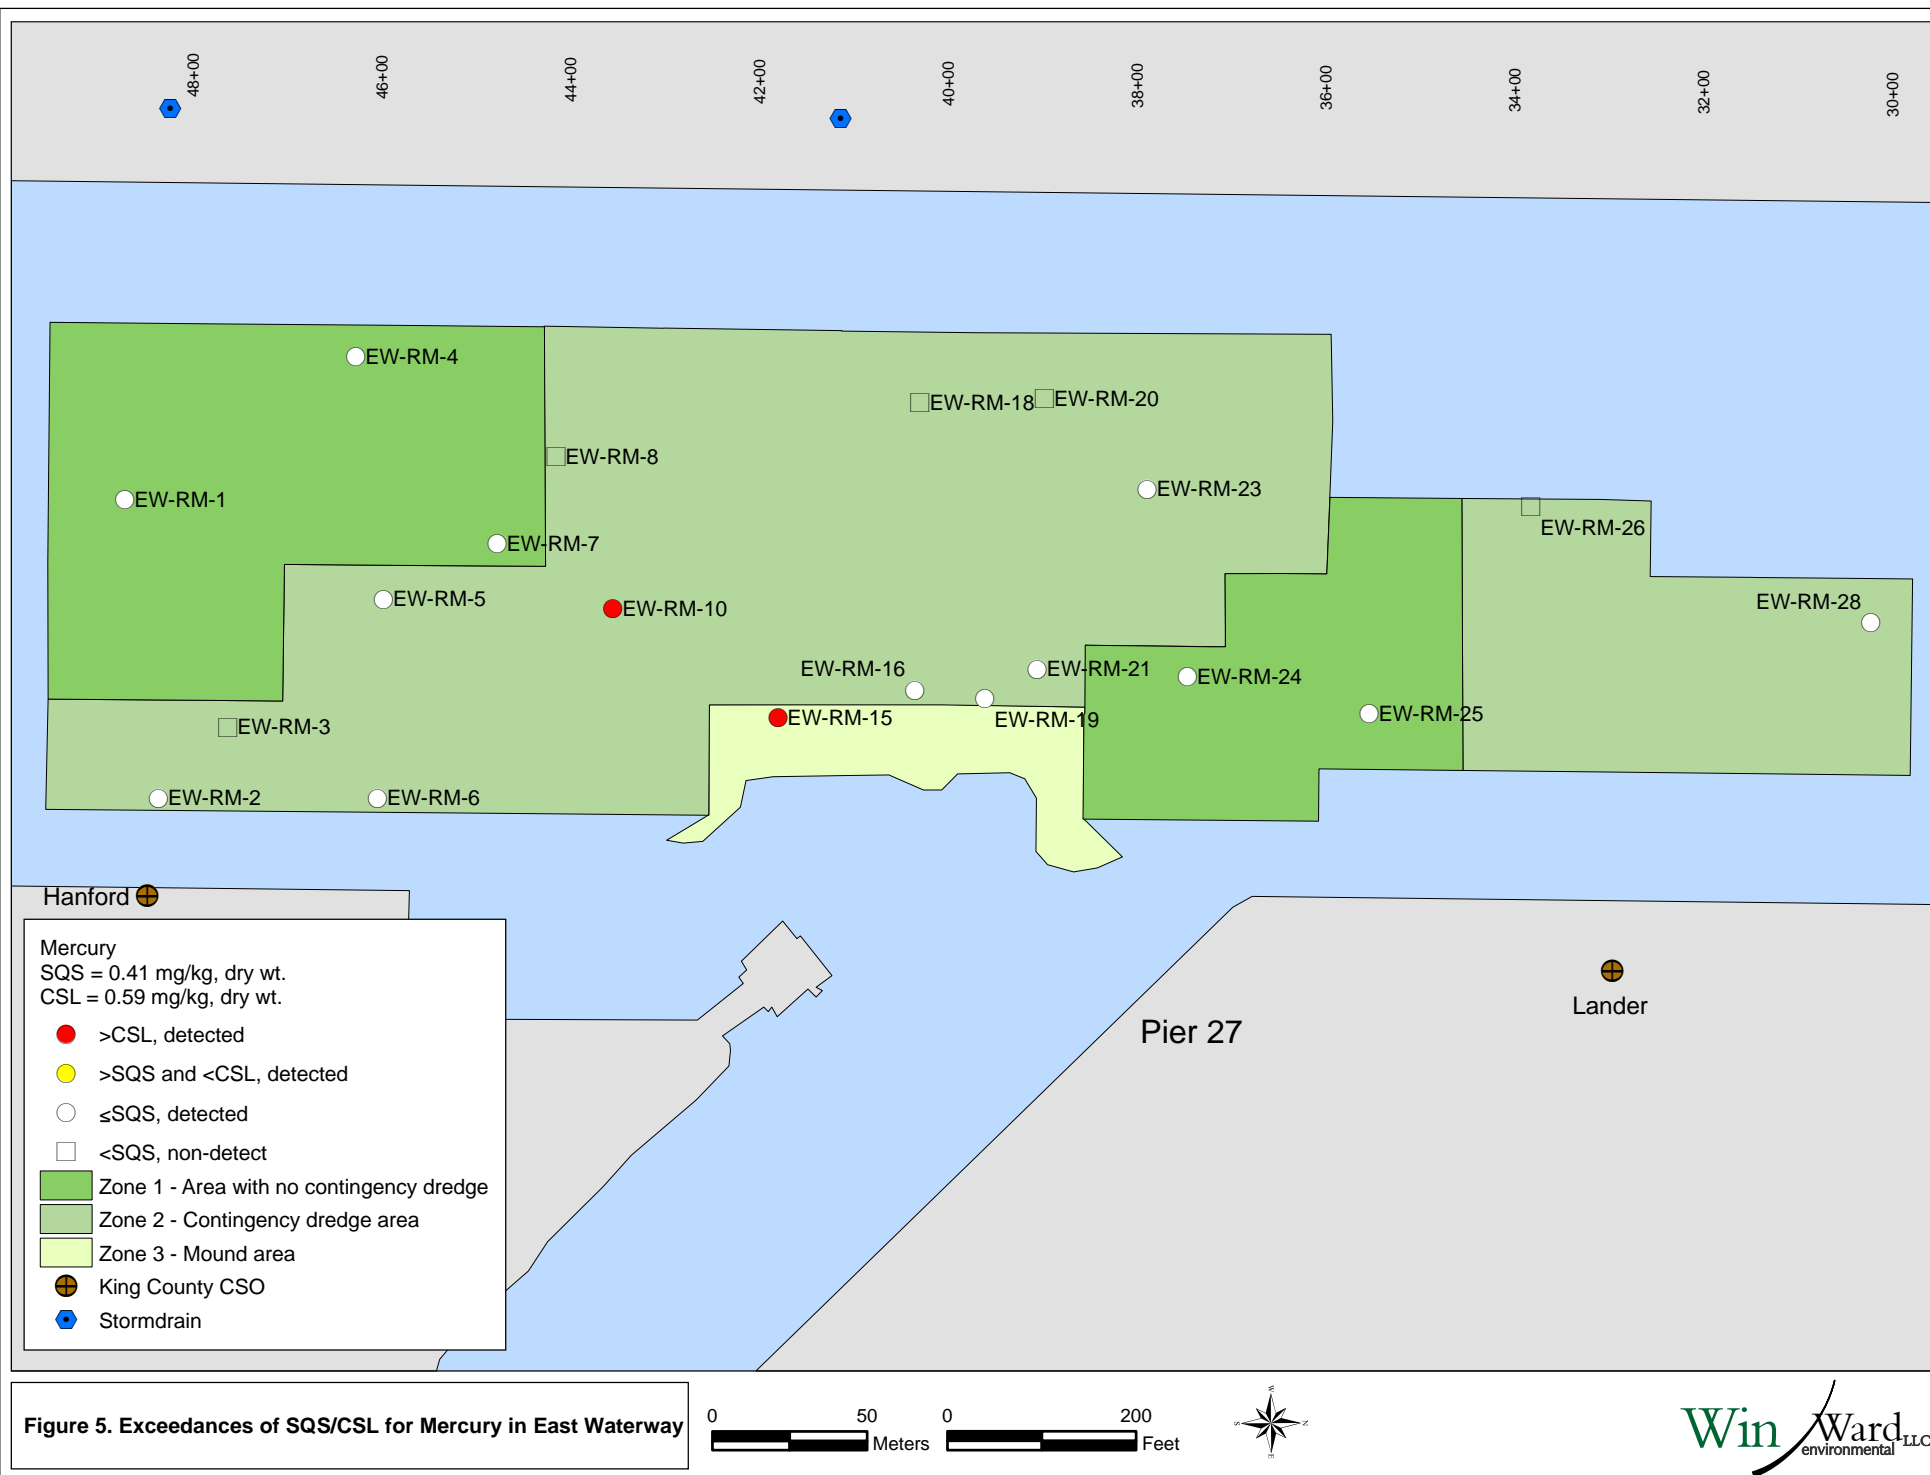 48+00
46+00
44+00
42+00
40+00
38+00
36+00
34+00
32+00
30+00
EW-RM-4
EW-RM-18
EW-RM-20
EW-RM-8
EW-RM-23
EW-RM-1
EW-RM-26
EW-RM-7
EW-RM-5
EW-RM-10
EW-RM-28
EW-RM-16
EW-RM-21
EW-RM-24
EW-RM-15
EW-RM-19
EW-RM-25
EW-RM-3
EW-RM-2
EW-RM-6
Hanford
Lander
Pier 27
Mercury
SQS = 0.41 mg/kg, dry wt.
CSL = 0.59 mg/kg, dry wt.
>CSL, detected
>SQS and <CSL, detected
≤SQS, detected
<SQS, non-detect
Zone 1 - Area with no contingency dredge
Zone 2 - Contingency dredge area
Zone 3 - Mound area
King County CSO
Stormdrain
Figure 5. Exceedances of SQS/CSL for Mercury in East Waterway
0 50 Meters
0 200 Feet
W
S N
E
Win Ward LLC
environmental